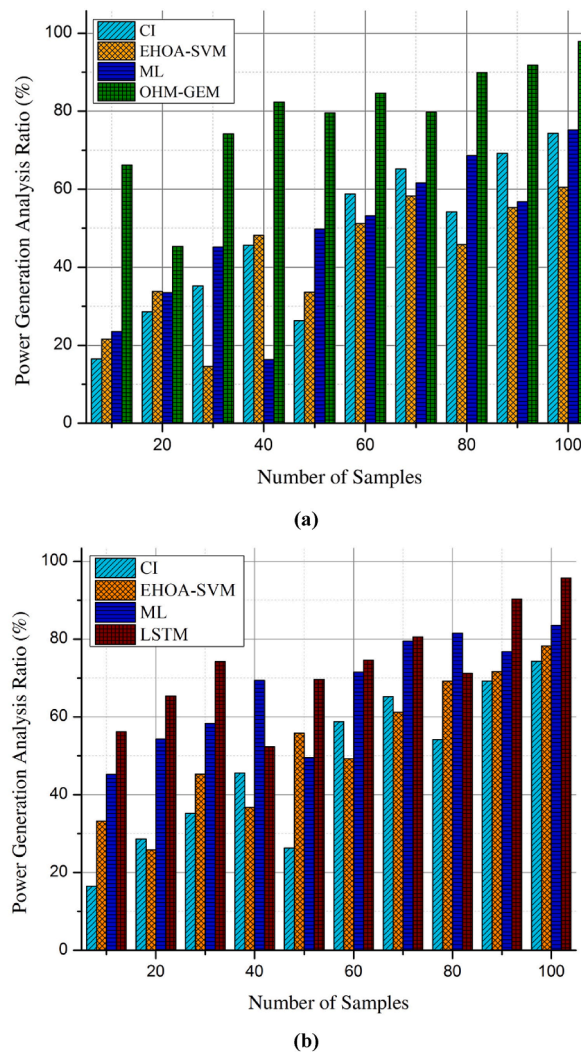 100
80
60
40
20
0
Power Generation Analysis Ratio (%)
CI
EHOA-SVM
ML
OHM-GEM
20 40 60 80 100
Number of Samples
(a)
100
80
60
40
20
0
Power Generation Analysis Ratio (%)
CI
EHOA-SVM
ML
LSTM
20 40 60 80 100
Number of Samples
(b)